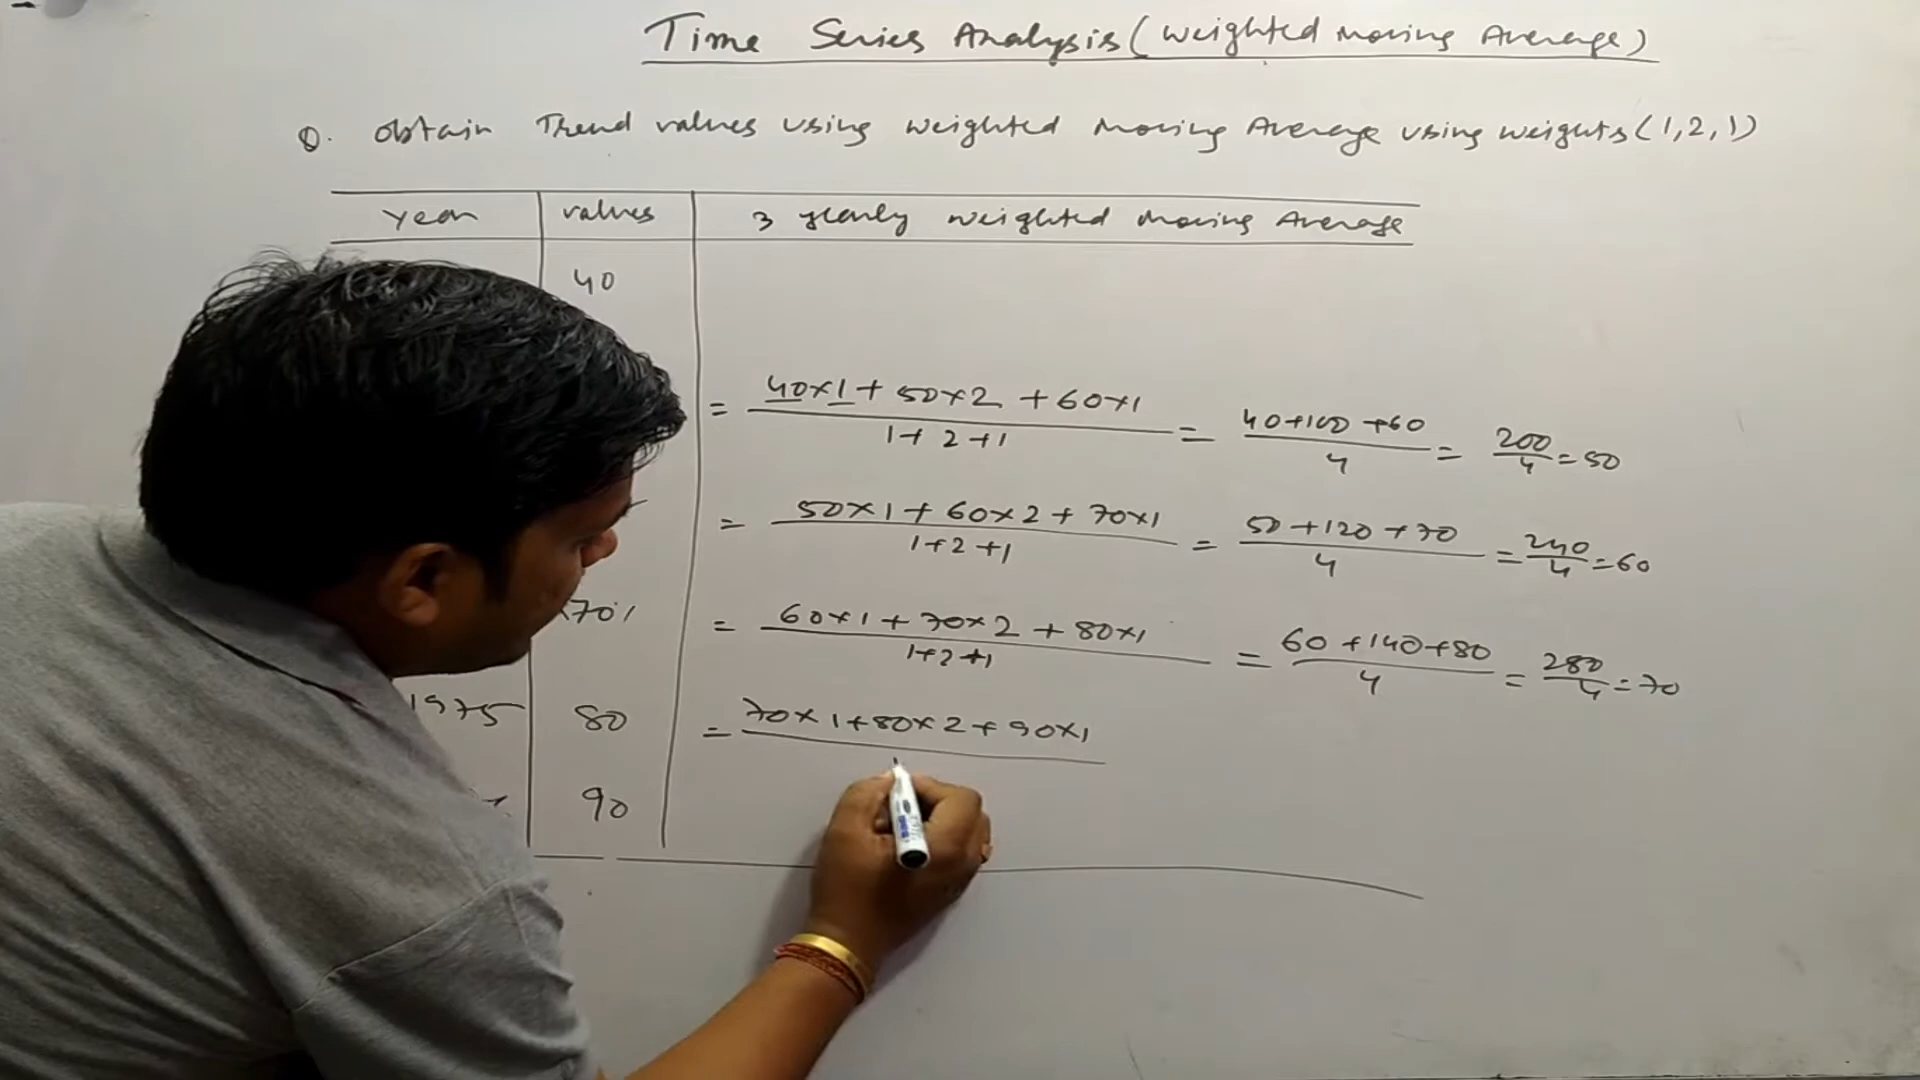 Time Series Analysis (Weighted Moving Average)
Q. Obtain Trend values using weighted Moving Average using weights (1,2,1)
Year values 3 yearly weighted Moving Average
40
= 40×1+ 50×2 + 60×1 / 1+ 2 +1 = 40+100 +60 / 4 = 200 / 4 = 50
= 50×1 + 60×2 + 70×1 / 1+2 +1 = 50 +120 + 70 / 4 = 240 / 4 = 60
70 = 60×1 + 70×2 + 80×1 / 1+2 +1 = 60 +140+80 / 4 = 280 / 4 = 70
1975 80 = 70×1+80×2+90×1
90